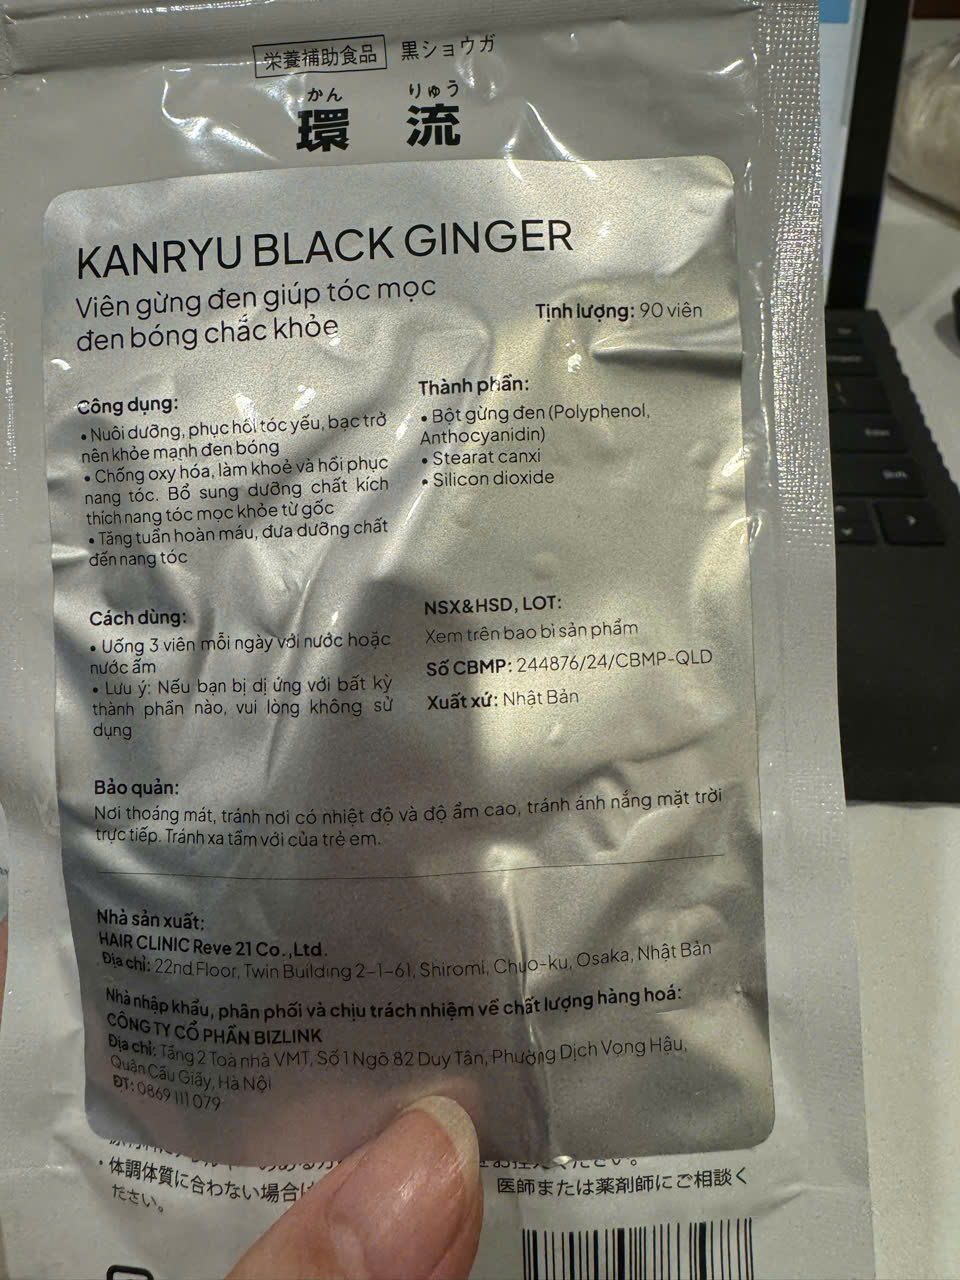 栄養補助食品 黒ショウガ
かん りゅう
環 流
KANRYU BLACK GINGER
Viên gừng đen giúp tóc mọc
đen bóng chắc khỏe
Tịnh lượng: 90 viên
Công dụng:
• Nuôi dưỡng, phục hồi tóc yếu, bạc trở
nên khỏe mạnh đen bóng
• Chống oxy hóa, làm khoẻ và hồi phục
nang tóc. Bổ sung dưỡng chất kích
thích nang tóc mọc khỏe từ gốc
• Tăng tuần hoàn máu, đưa dưỡng chất
đến nang tóc
Thành phần:
• Bột gừng đen (Polyphenol,
Anthocyanidin)
• Stearat canxi
• Silicon dioxide
Cách dùng:
• Uống 3 viên mỗi ngày với nước hoặc
nước ấm
• Lưu ý: Nếu bạn bị dị ứng với bất kỳ
thành phần nào, vui lòng không sử
dụng
NSX&HSD, LOT:
Xem trên bao bì sản phẩm
Số CBMP: 244876/24/CBMP-QLD
Xuất xứ: Nhật Bản
Bảo quản:
Nơi thoáng mát, tránh nơi có nhiệt độ và độ ẩm cao, tránh ánh nắng mặt trời
trực tiếp. Tránh xa tầm với của trẻ em.
Nhà sản xuất:
HAIR CLINIC Reve 21 Co.,Ltd.
Địa chỉ: 22nd Floor, Twin Building 2-1-61, Shiromi, Chuo-ku, Osaka, Nhật Bản
Nhà nhập khẩu, phân phối và chịu trách nhiệm về chất lượng hàng hoá:
CÔNG TY CỔ PHẦN BIZLINK
Địa chỉ: Tầng 2 Toà nhà VMT, Số 1 Ngõ 82 Duy Tân, Phường Dịch Vọng Hậu,
Quận Cầu Giấy, Hà Nội
ĐT: 0869 111 079
・体調体質に合わない場合は 医師または薬剤師にご相談く
ださい。